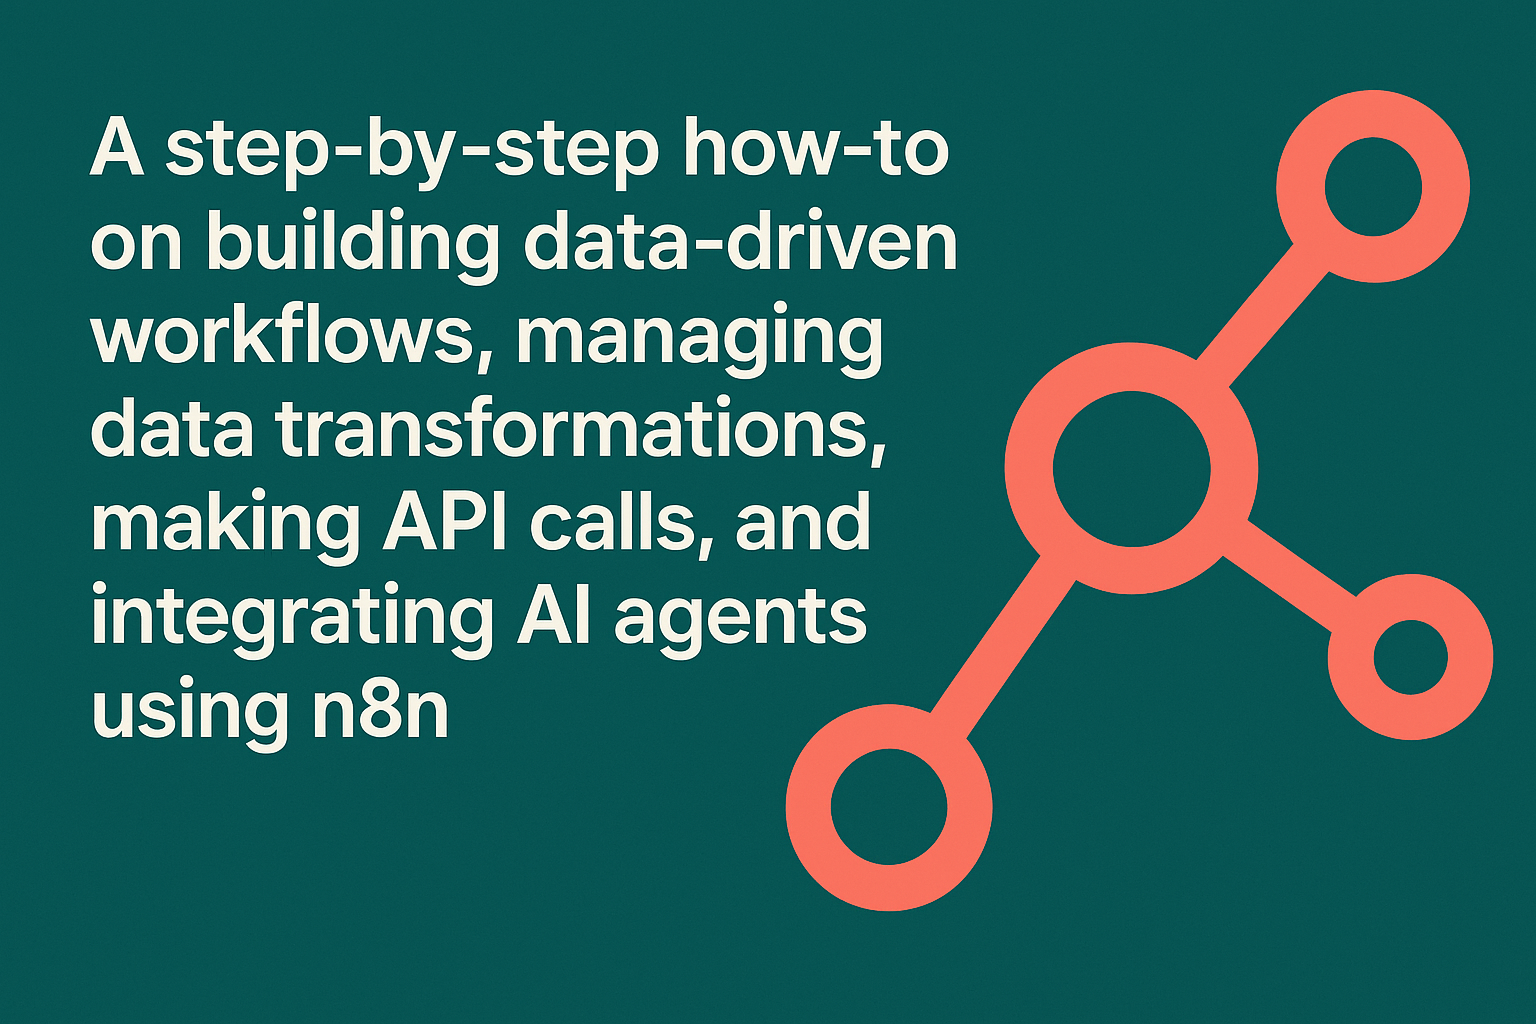 A step-by-step how-to
on building data-driven
workflows, managing
data transformations,
making API calls, and
integrating AI agents
using n8n